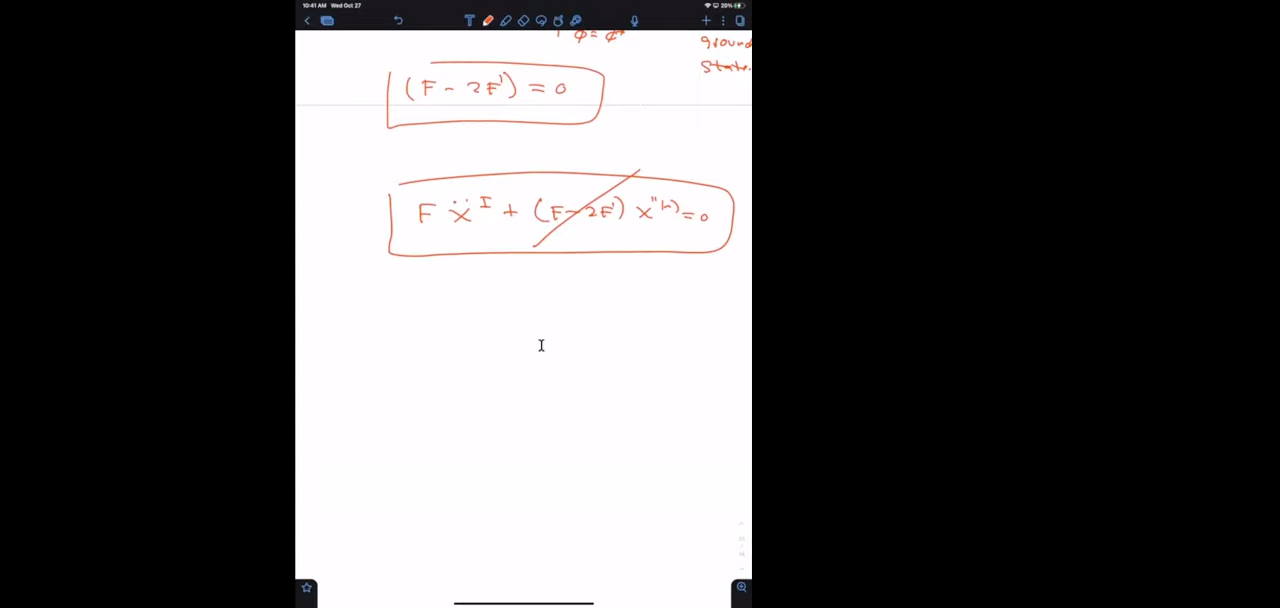 10:41 AM Wed Oct 27
20%
φ = φ*
ground
state.
(F - 2F') = 0
F ẍ^I + (F - 2F') x''^(n) = 0